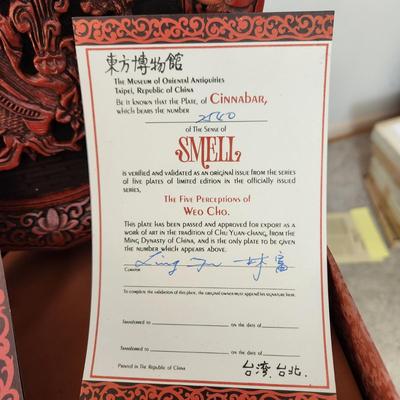 東方博物館
The Museum of Oriental Antiquities
Taipei, Republic of China
Be it known that the Plate, of Cinnabar,
which bears the number
2540
of The Sense of
SMELL
is verified and validated as an original issue from the series
of five plates of limited edition in the officially issued
series,
The Five Perceptions of
Weo Cho.
This plate has been passed and approved for export as a
work of art in the tradition of Chu Yuan-chang, from the
Ming Dynasty of China, and is the only plate to be given
the number which appears above.
Ling Fu 林富
Curator
To complete the validation of this plate, the original owner must append his signature here.
Transferred to on the date of
Transferred to on the date of
Printed in The Republic of China
台湾.台北.